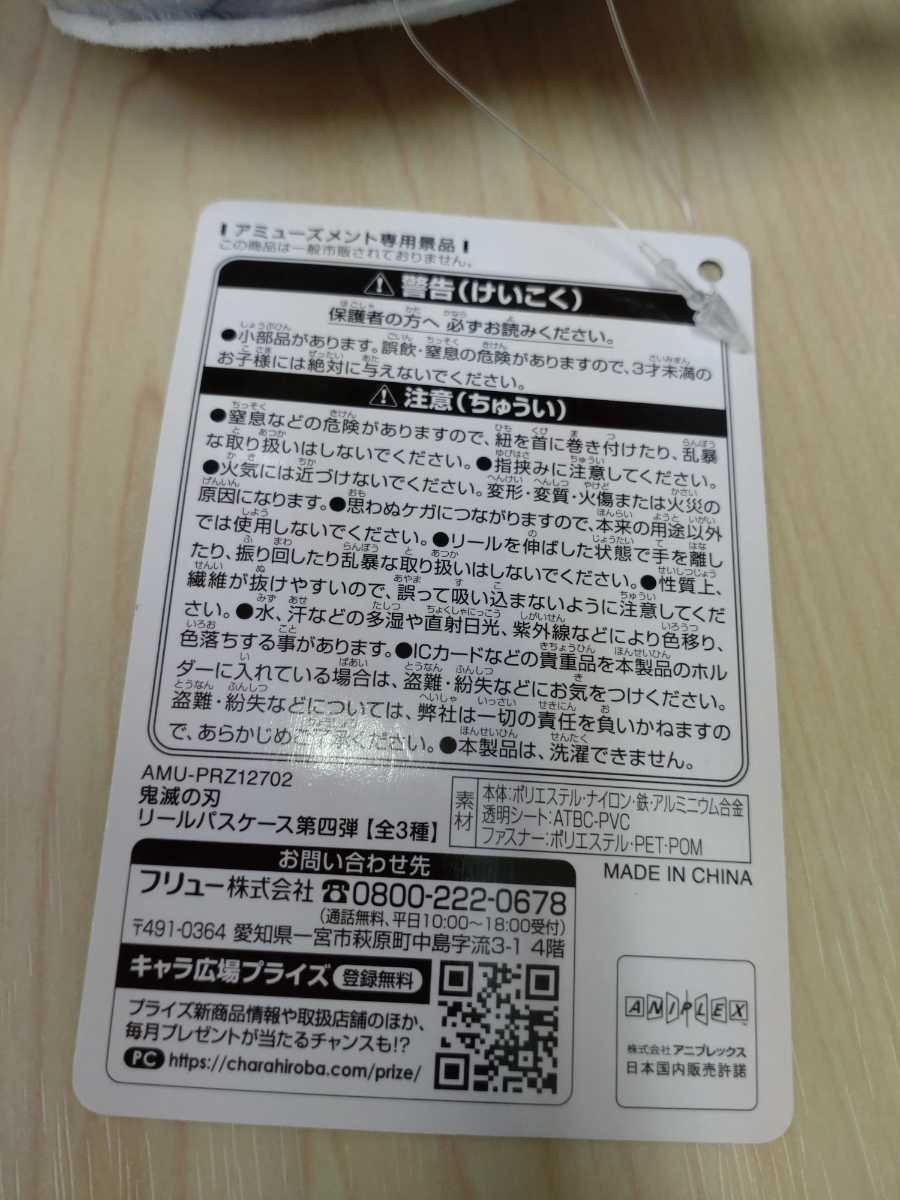 アミューズメント専用景品
この商品は一般市販されておりません。
警告(けいこく)
保護者の方へ 必ずお読みください。
●小部品があります。誤飲・窒息の危険がありますので、3才未満の
お子様には絶対に与えないでください。
注意(ちゅうい)
●窒息などの危険がありますので、紐を首に巻き付けたり、乱暴
な取り扱いはしないでください。●指挟みに注意してください。
●火気には近づけないでください。変形・変質・火傷または火災の
原因になります。●思わぬケガにつながりますので、本来の用途以外
では使用しないでください。●リールを伸ばした状態で手を離し
たり、振り回したり乱暴な取り扱いはしないでください。●性質上、
繊維が抜けやすいので、誤って吸い込まないように注意してくだ
さい。●水、汗などの多湿や直射日光、紫外線などにより色移り、
色落ちする事があります。●ICカードなどの貴重品を本製品のホル
ダーに入れている場合は、盗難・紛失などにお気をつけください。
盗難・紛失などについては、弊社は一切の責任を負いかねますの
で、あらかじめご了承ください。●本製品は、洗濯できません。
AMU-PRZ12702
鬼滅の刃
リールパスケース第四弾【全3種】
素材
本体:ポリエステル・ナイロン・鉄・アルミニウム合金
透明シート:ATBC-PVC
ファスナー:ポリエステル・PET・POM
MADE IN CHINA
お問い合わせ先
フリュー株式会社 ☎0800-222-0678
(通話無料、平日10:00〜18:00受付)
〒491-0364 愛知県一宮市萩原町中島字流3-1 4階
キャラ広場プライズ 登録無料
プライズ新商品情報や取扱店舗のほか、
毎月プレゼントが当たるチャンスも!?
PC https://charahiroba.com/prize/
ANIPLEX
株式会社 アニプレックス
日本国内販売許諾